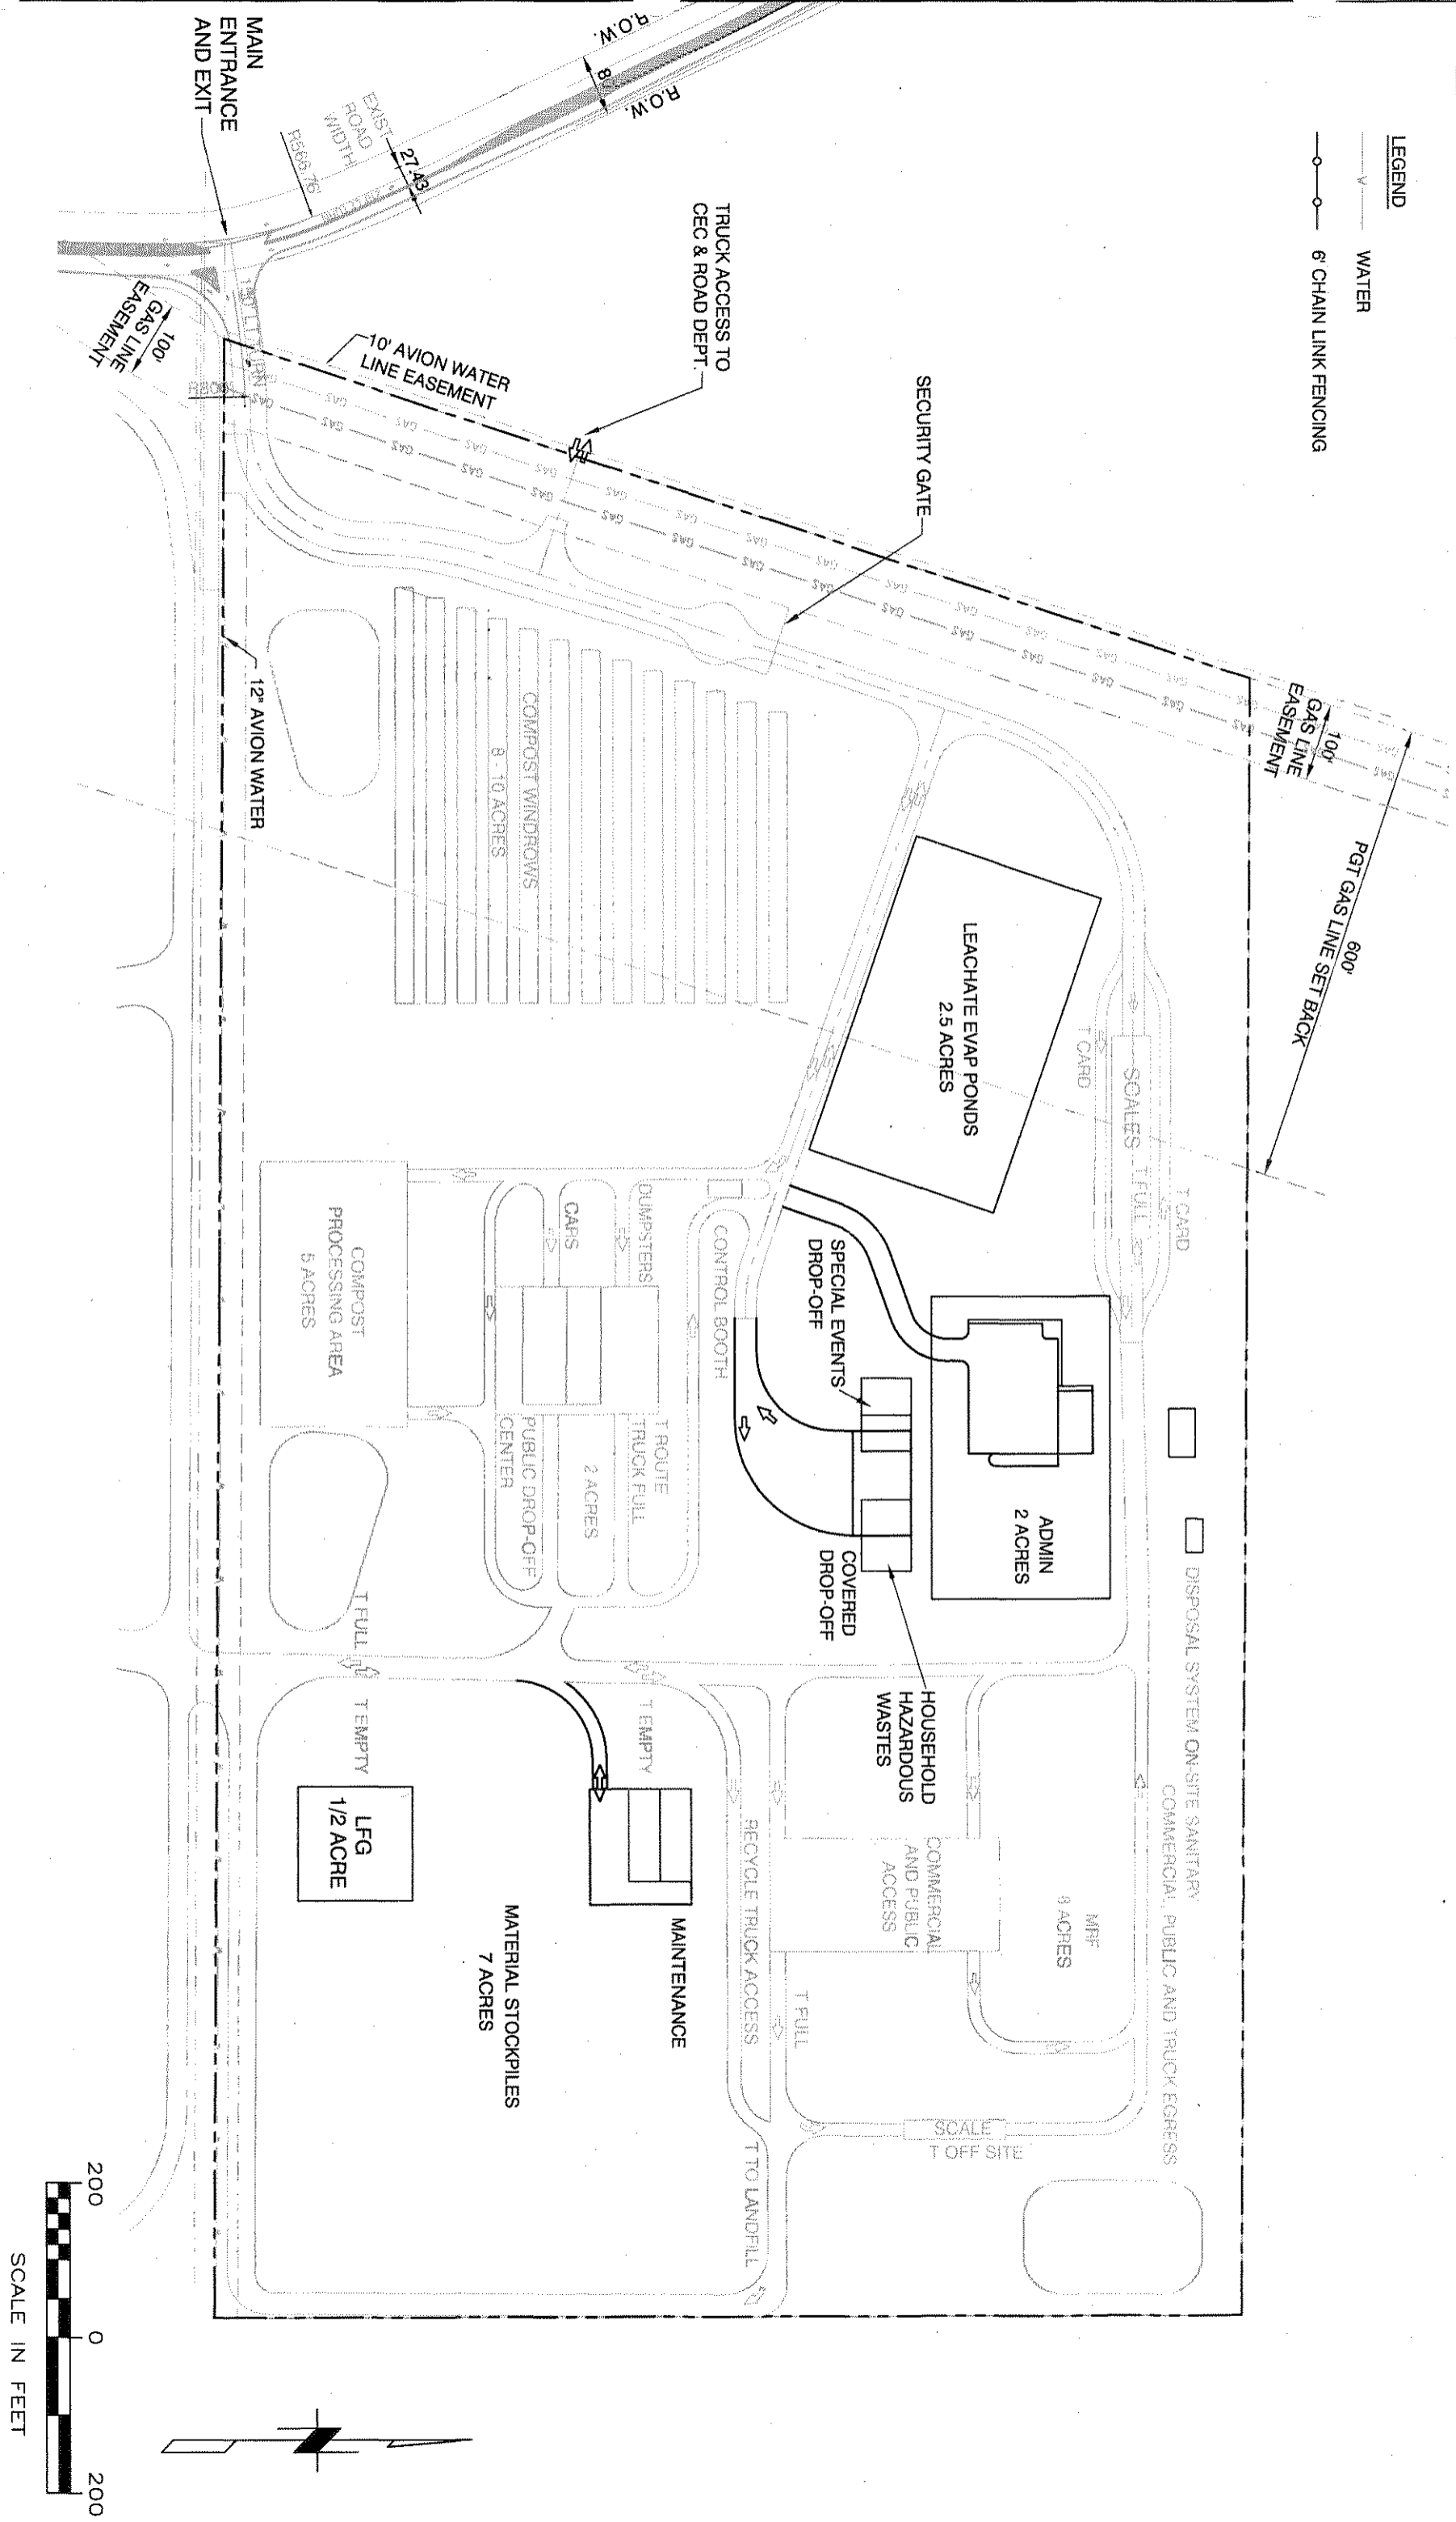 LEGEND
W
WATER
6' CHAIN LINK FENCING
MAIN
ENTRANCE
AND EXIT
R.O.W.
R.O.W.
EXIST
ROAD
WIDTH
27.43
R566.76
100'
GAS LINE
EASEMENT
10' AVION WATER
LINE EASEMENT
TRUCK ACCESS TO
CEC & ROAD DEPT.
SECURITY GATE
GAS
GAS
GAS
GAS
100'
GAS LINE
EASEMENT
600'
PGT GAS LINE SET BACK
12" AVION WATER
COMPOST WINDROWS
8 - 10 ACRES
LEACHATE EVAP PONDS
2.5 ACRES
T CARD
SCALES
T FULL
T CARD
COMPOST
PROCESSING AREA
5 ACRES
CARS
DUMPSTERS
CONTROL BOOTH
SPECIAL EVENTS
DROP-OFF
ADMIN
2 ACRES
PUBLIC DROP-OFF
CENTER
2 ACRES
T ROUTE
TRUCK FULL
COVERED
DROP-OFF
HOUSEHOLD
HAZARDOUS
WASTES
DISPOSAL SYSTEM ON-SITE SANITARY
COMMERCIAL, PUBLIC AND TRUCK EGRESS
T FULL
T EMPTY
T EMPTY
LFG
1/2 ACRE
MAINTENANCE
MATERIAL STOCKPILES
7 ACRES
RECYCLE TRUCK ACCESS
COMMERCIAL
AND PUBLIC
ACCESS
MRF
8 ACRES
T FULL
SCALE
T OFF SITE
T TO LANDFILL
200
0
200
SCALE IN FEET